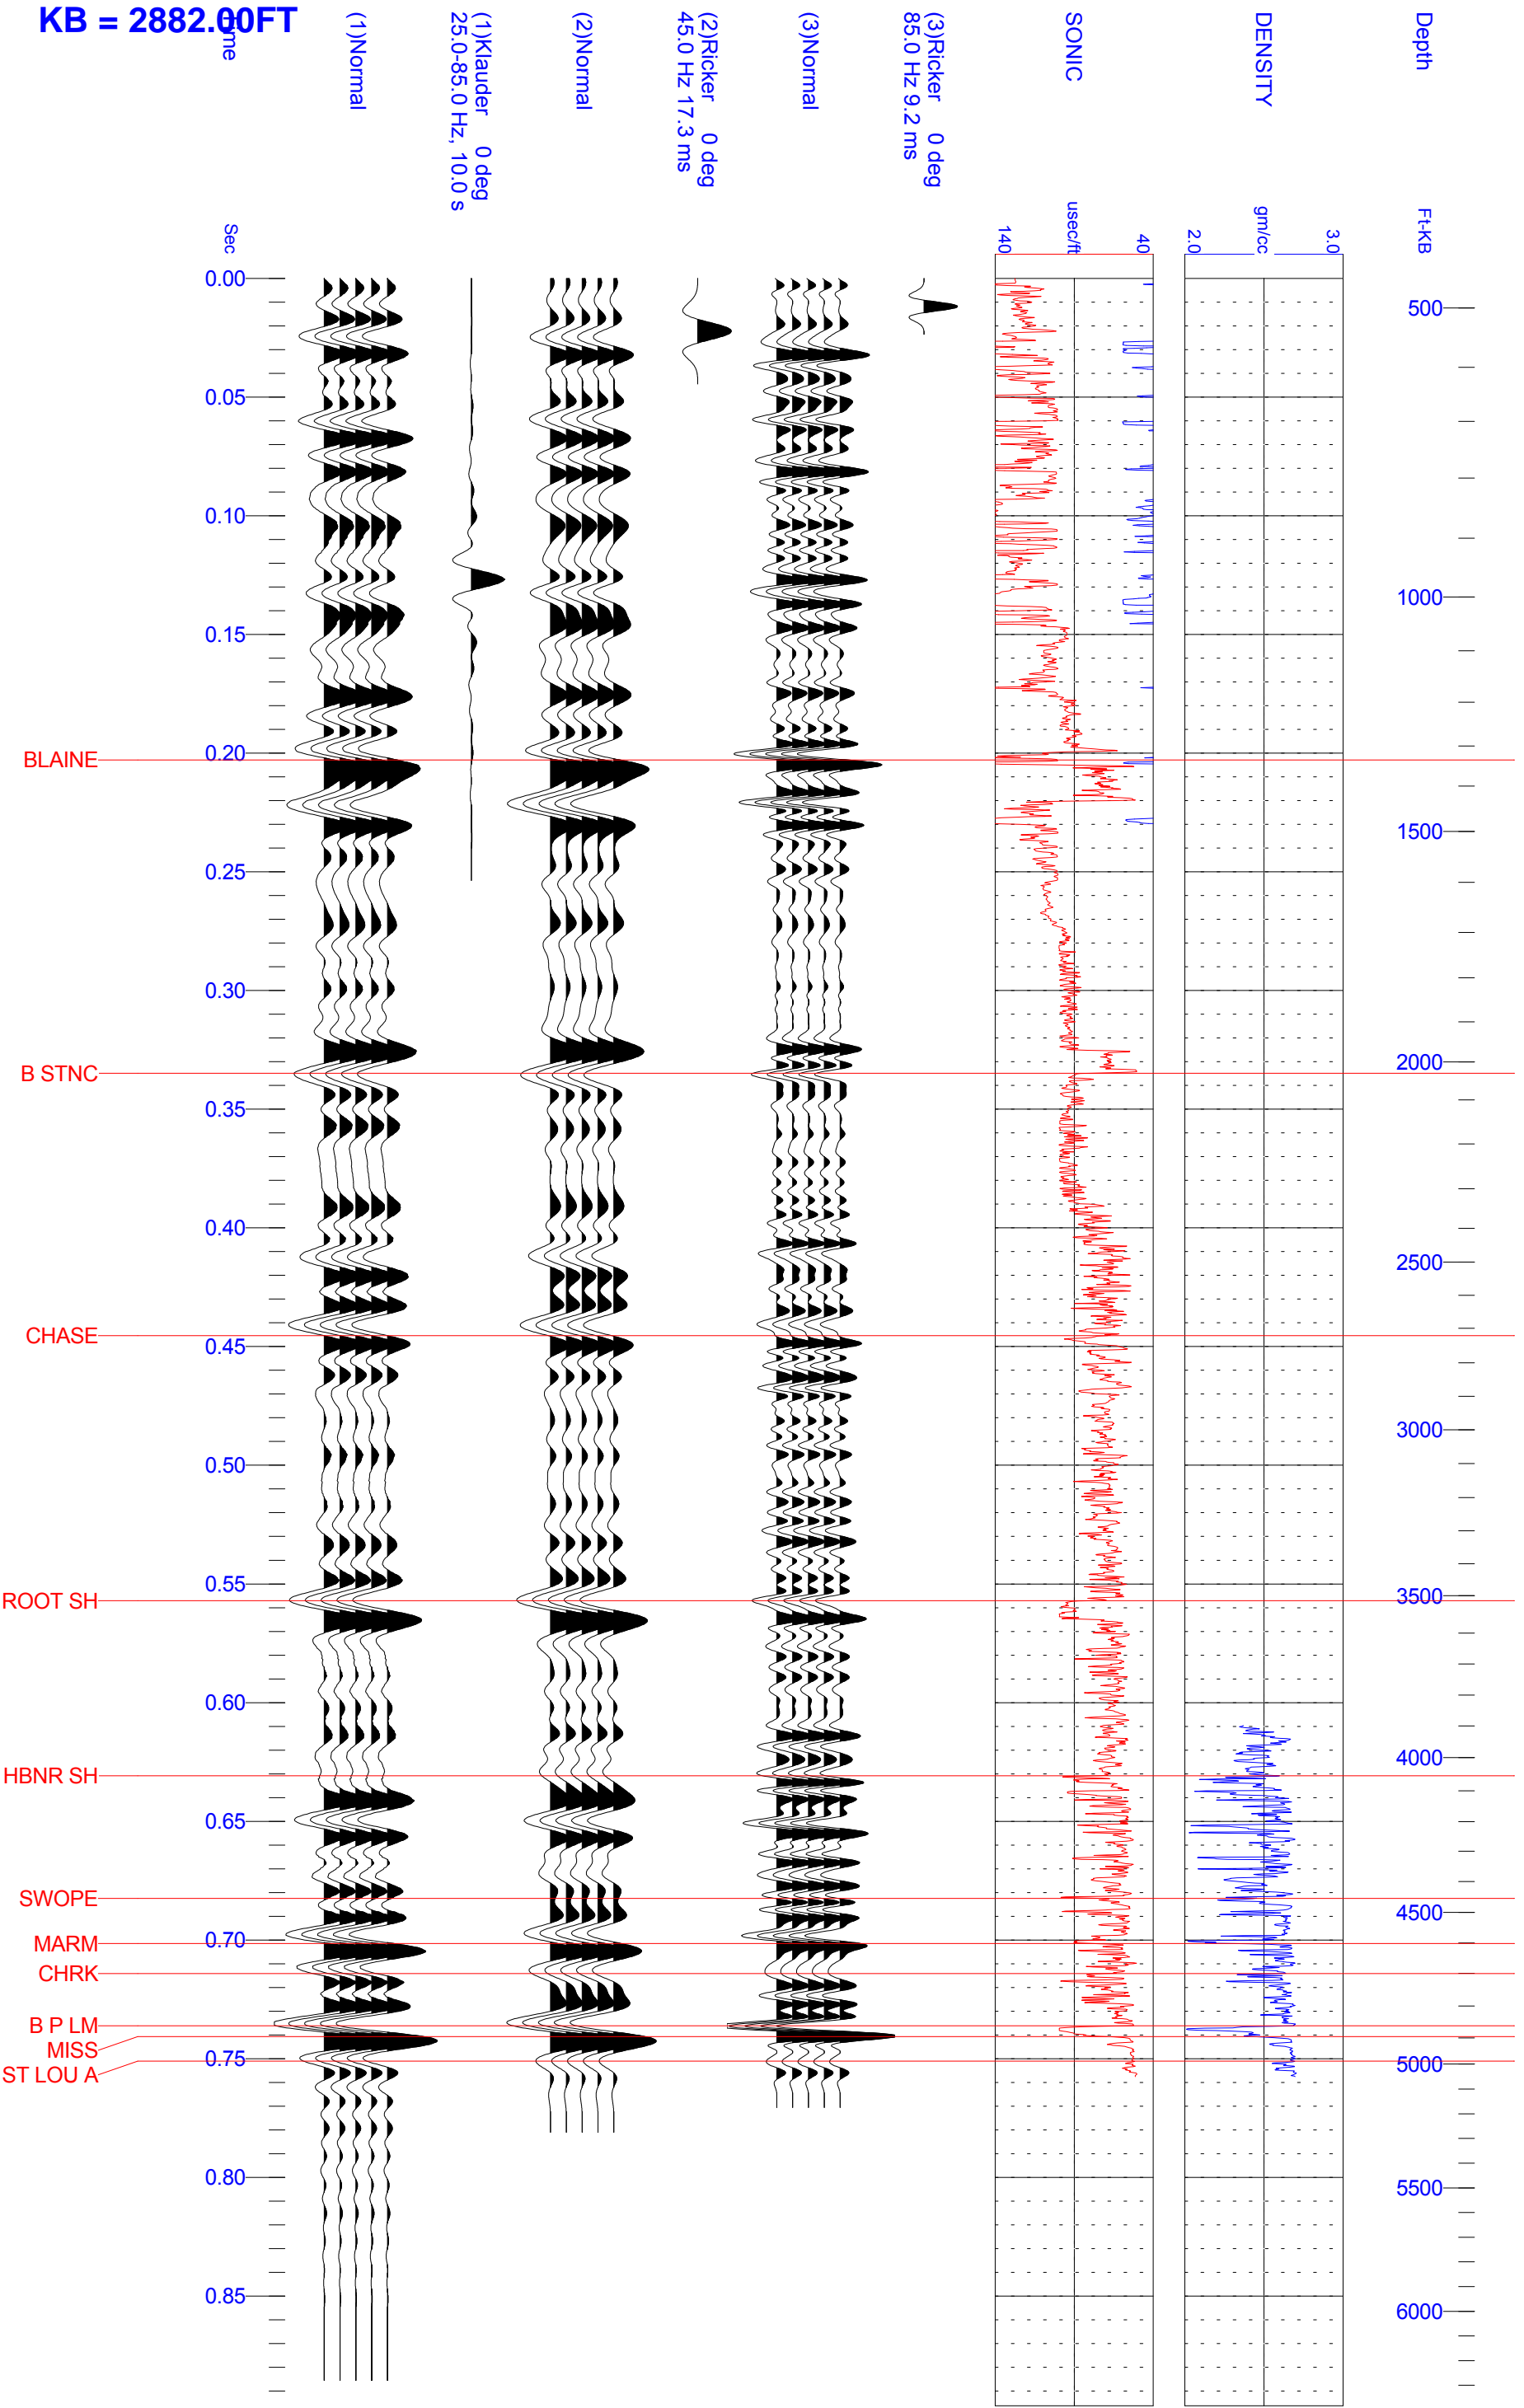 KB = 2882.00FT
Time
(1)Normal
(1)Klauder 0 deg
25.0-85.0 Hz, 10.0 s
(2)Normal
(2)Ricker 0 deg
45.0 Hz 17.3 ms
(3)Normal
(3)Ricker 0 deg
85.0 Hz 9.2 ms
SONIC
DENSITY
Depth
Sec
140
usec/ft
40
2.0
gm/cc
3.0
Ft-KB
0.00
0.05
0.10
0.15
0.20
0.25
0.30
0.35
0.40
0.45
0.50
0.55
0.60
0.65
0.70
0.75
0.80
0.85
BLAINE
B STNC
CHASE
ROOT SH
HBNR SH
SWOPE
MARM
CHRK
B P LM
MISS
ST LOU A
500
1000
1500
2000
2500
3000
3500
4000
4500
5000
5500
6000